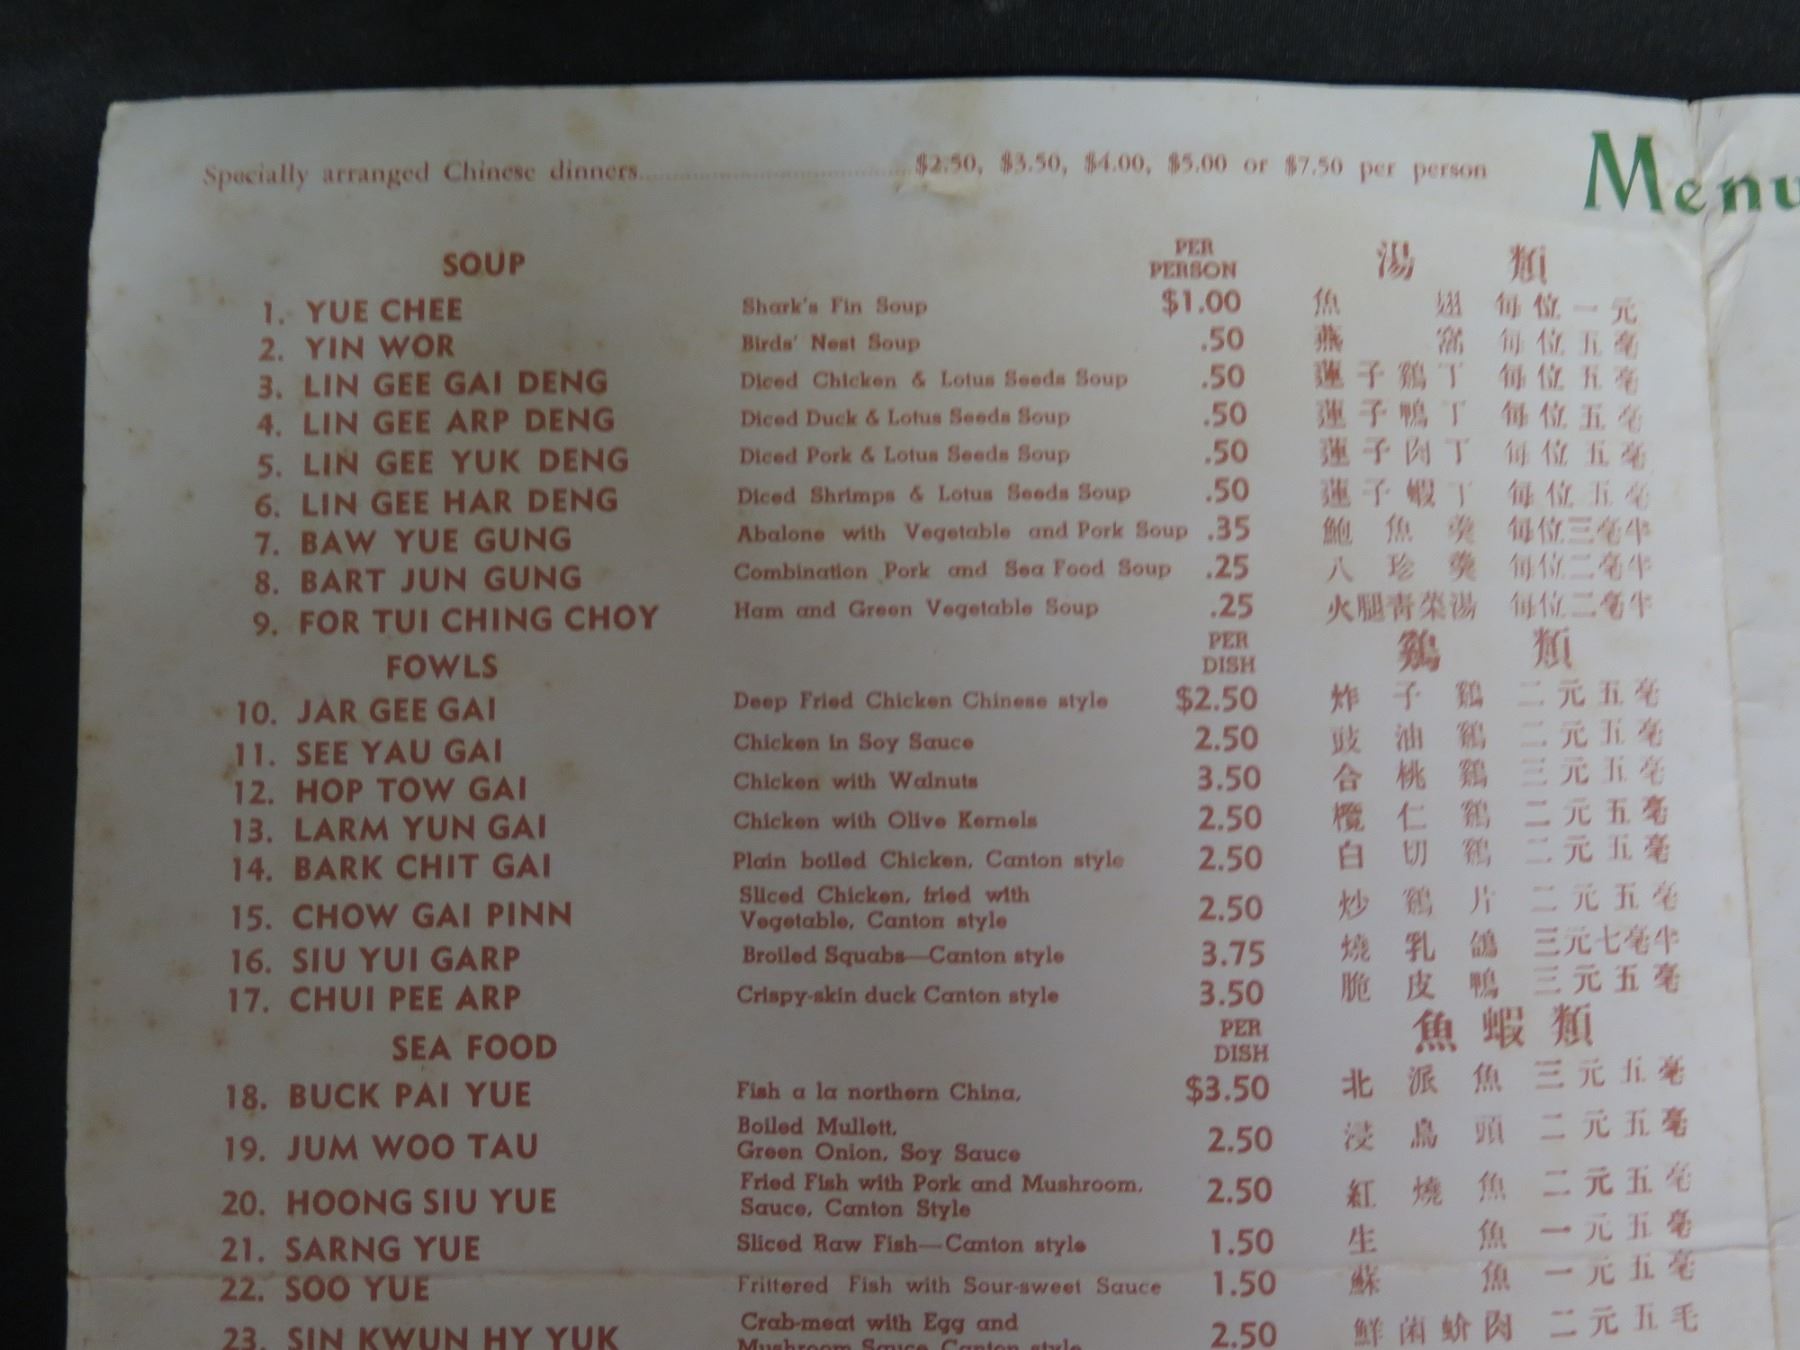 Specially arranged Chinese dinners.......... $2.50, $3.50, $4.00, $5.00 or $7.50 per person
Menu
SOUP PER PERSON 湯 類
1. YUE CHEE Shark's Fin Soup $1.00 魚 翅 每位一元
2. YIN WOR Birds' Nest Soup .50 燕 窩 每位五毫
3. LIN GEE GAI DENG Diced Chicken & Lotus Seeds Soup .50 蓮子鷄丁 每位五毫
4. LIN GEE ARP DENG Diced Duck & Lotus Seeds Soup .50 蓮子鴨丁 每位五毫
5. LIN GEE YUK DENG Diced Pork & Lotus Seeds Soup .50 蓮子肉丁 每位五毫
6. LIN GEE HAR DENG Diced Shrimps & Lotus Seeds Soup .50 蓮子蝦丁 每位五毫
7. BAW YUE GUNG Abalone with Vegetable and Pork Soup .35 鮑魚羹 每位三毫半
8. BART JUN GUNG Combination Pork and Sea Food Soup .25 八珍羹 每位二毫半
9. FOR TUI CHING CHOY Ham and Green Vegetable Soup .25 火腿青菜湯 每位二毫半
FOWLS PER DISH 鷄 類
10. JAR GEE GAI Deep Fried Chicken Chinese style $2.50 炸子鷄 二元五毫
11. SEE YAU GAI Chicken in Soy Sauce 2.50 豉油鷄 二元五毫
12. HOP TOW GAI Chicken with Walnuts 3.50 合桃鷄 三元五毫
13. LARM YUN GAI Chicken with Olive Kernels 2.50 欖仁鷄 二元五毫
14. BARK CHIT GAI Plain boiled Chicken, Canton style 2.50 白切鷄 二元五毫
15. CHOW GAI PINN Sliced Chicken, fried with
Vegetable, Canton style 2.50 炒鷄片 二元五毫
16. SIU YUI GARP Broiled Squabs—Canton style 3.75 燒乳鴿 三元七毫半
17. CHUI PEE ARP Crispy-skin duck Canton style 3.50 脆皮鴨 三元五毫
SEA FOOD PER DISH 魚蝦類
18. BUCK PAI YUE Fish a la northern China, $3.50 北派魚 三元五毫
19. JUM WOO TAU Boiled Mullett,
Green Onion, Soy Sauce 2.50 浸烏頭 二元五毫
20. HOONG SIU YUE Fried Fish with Pork and Mushroom,
Sauce, Canton Style 2.50 紅燒魚 二元五毫
21. SARNG YUE Sliced Raw Fish—Canton style 1.50 生 魚 一元五毫
22. SOO YUE Frittered Fish with Sour-sweet Sauce 1.50 蘇 魚 一元五毫
23. SIN KWUN HY YUK Crab-meat with Egg and
Mushroom Sauce Canton style 2.50 鮮菌蚧肉 二元五毛